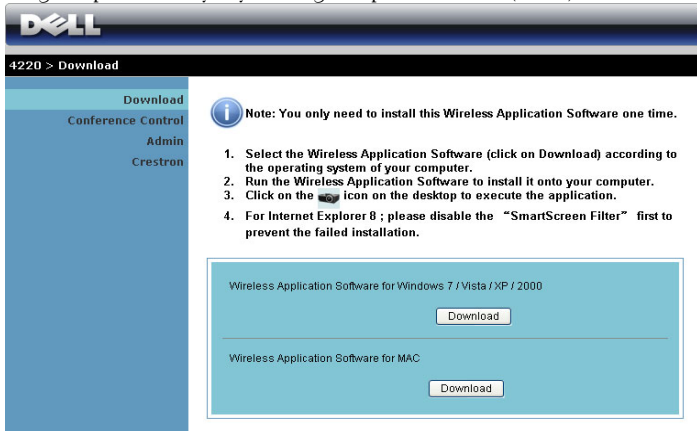 DELL
4220 > Download
Download
Conference Control
Admin
Crestron
Note: You only need to install this Wireless Application Software one time.
1. Select the Wireless Application Software (click on Download) according to
the operating system of your computer.
2. Run the Wireless Application Software to install it onto your computer.
3. Click on the icon on the desktop to execute the application.
4. For Internet Explorer 8 ; please disable the “SmartScreen Filter” first to
prevent the failed installation.
Wireless Application Software for Windows 7 / Vista / XP / 2000
Download
Wireless Application Software for MAC
Download